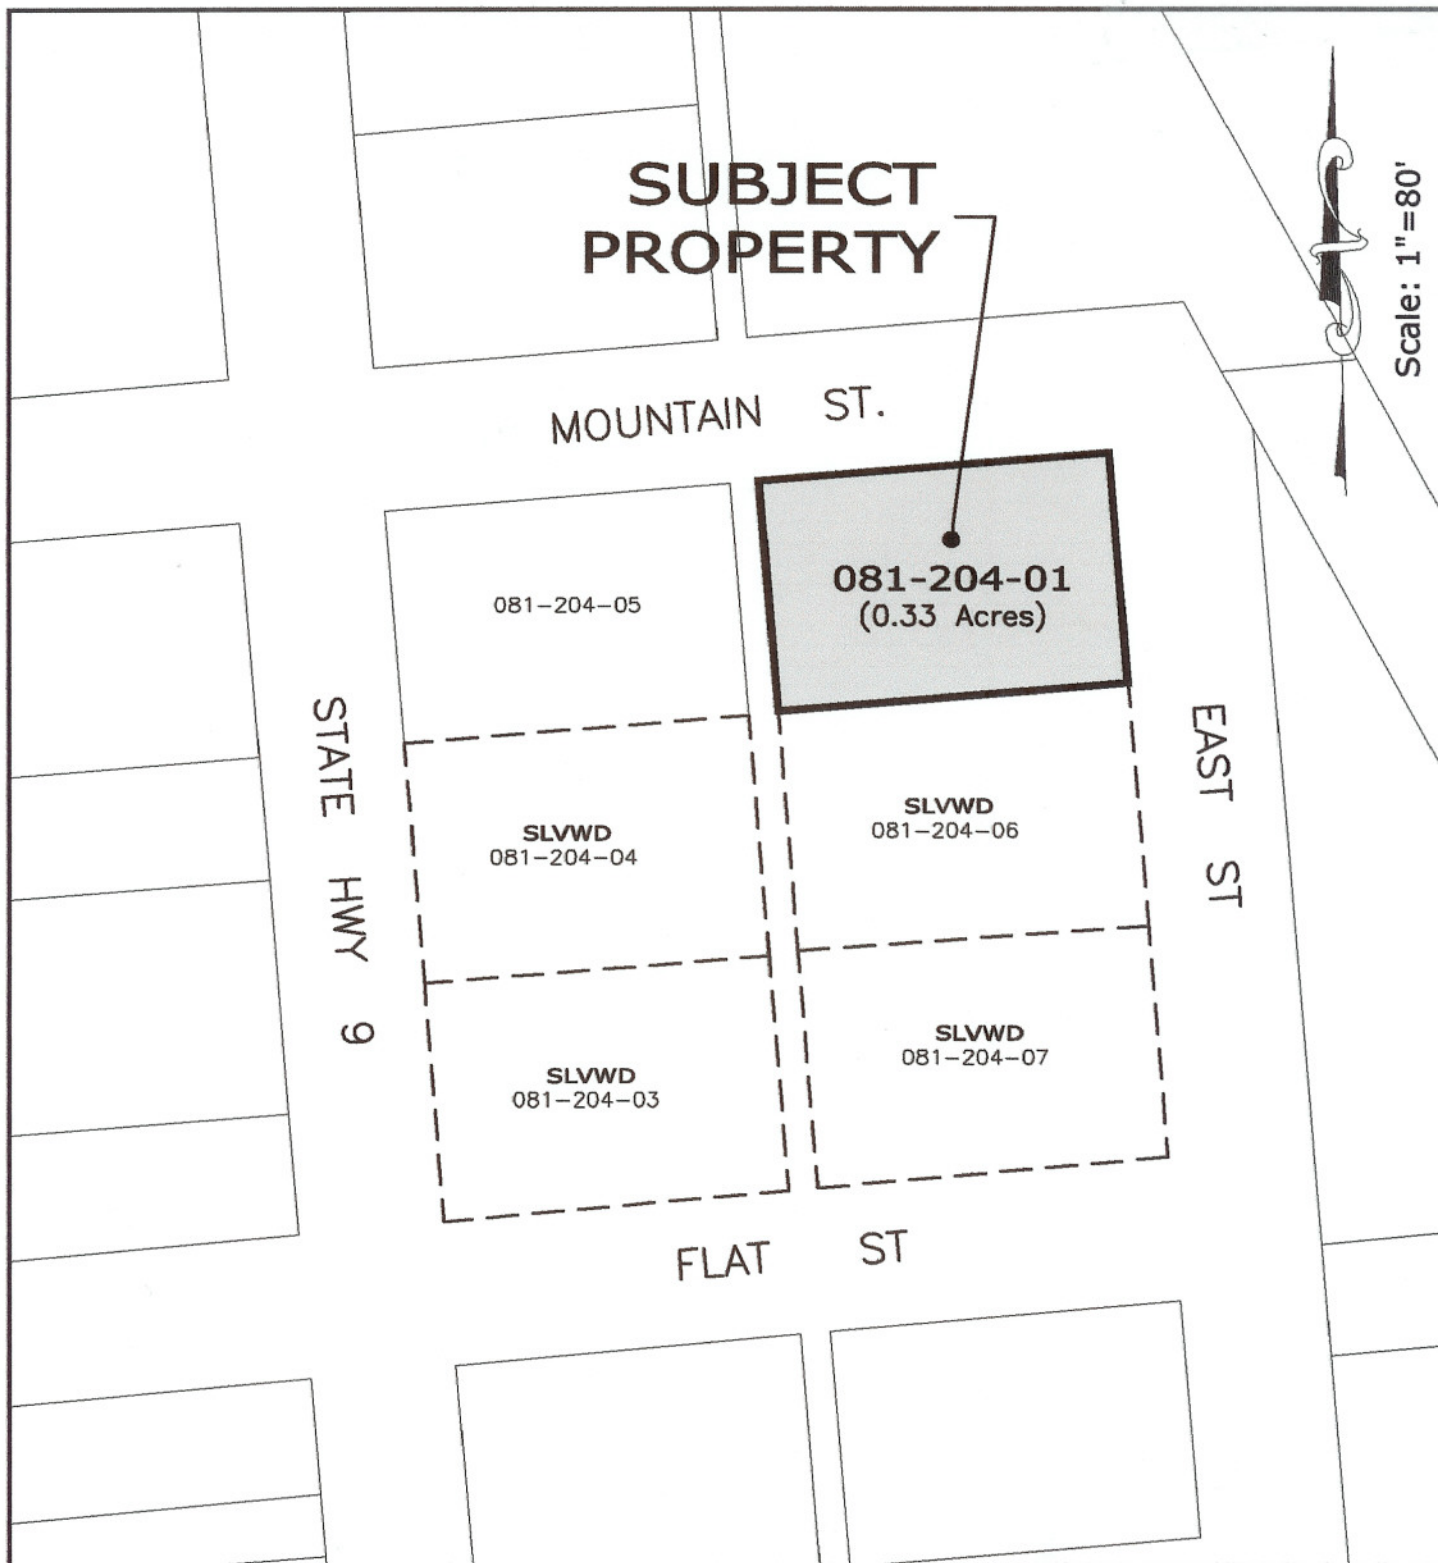 SUBJECT
PROPERTY
Scale: 1"=80'
MOUNTAIN ST.
081-204-01
(0.33 Acres)
081-204-05
STATE HWY 9
EAST ST
SLVWD
081-204-04
SLVWD
081-204-06
SLVWD
081-204-03
SLVWD
081-204-07
FLAT ST